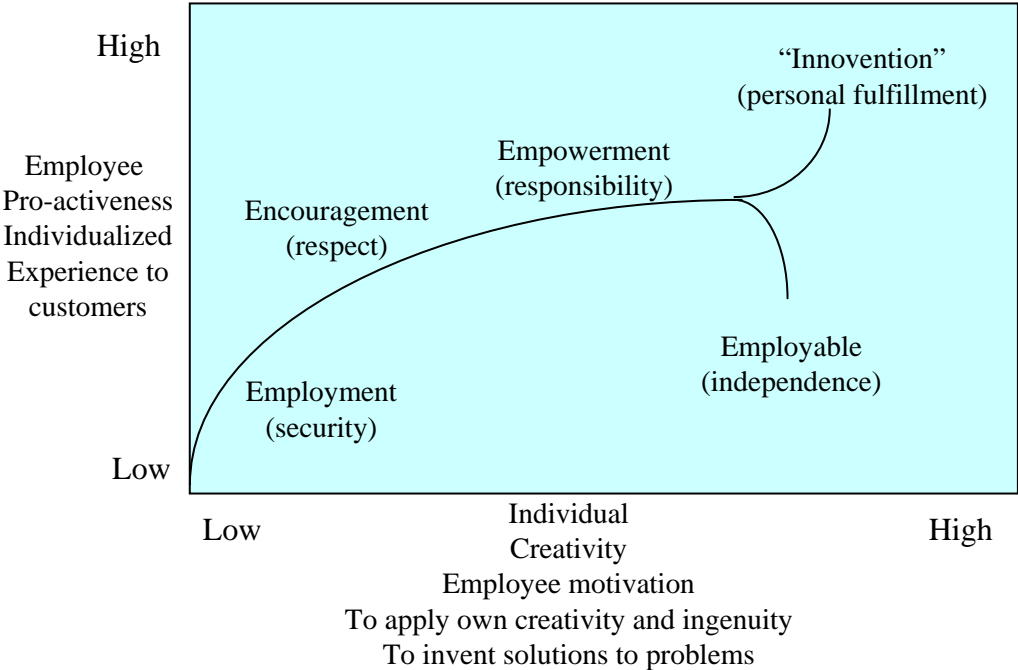 High
“Innovention”
(personal fulfillment)
Empowerment
(responsibility)
Employee
Pro-activeness
Individualized
Experience to
customers
Encouragement
(respect)
Employable
(independence)
Employment
(security)
Low
Low
High
Individual
Creativity
Employee motivation
To apply own creativity and ingenuity
To invent solutions to problems